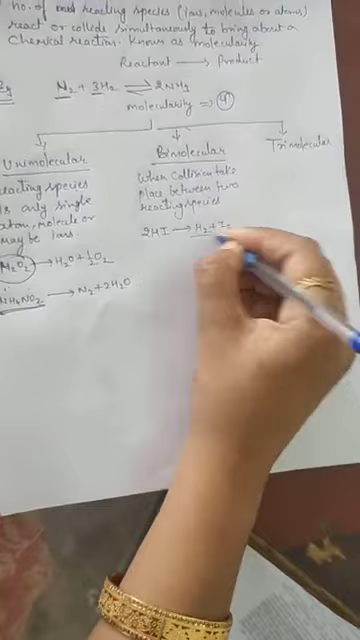 no. of reacting species (ions, molecules or atoms)
react or collide simultaneously to bring about a
chemical reaction. Known as molecularity
Reactant → Product
N₂ + 3H₂ ⇌ 2NH₃
molecularity ⇒ 4
Unimolecular
reacting species
is only single
atom, molecule or
may be ions.
H₂O₂ → H₂O + ½O₂
NH₄NO₂ → N₂ + 2H₂O
Bimolecular
when collision take
place between two
reacting species
2HI → H₂ + I₂
Trimolecular